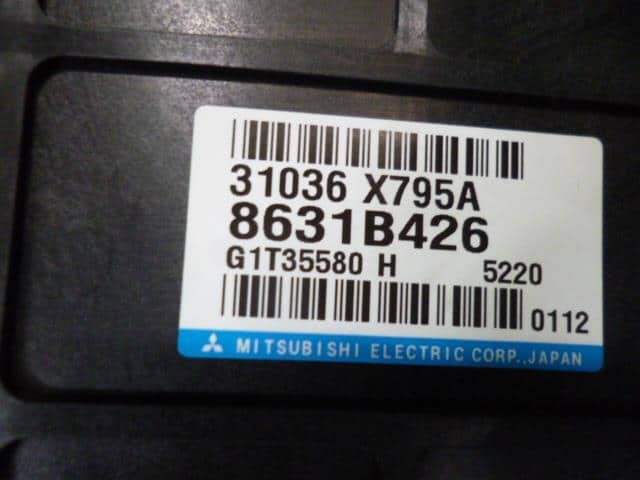 31036 X795A
8631B426
G1T35580 H 5220
0112
MITSUBISHI ELECTRIC CORP.,JAPAN